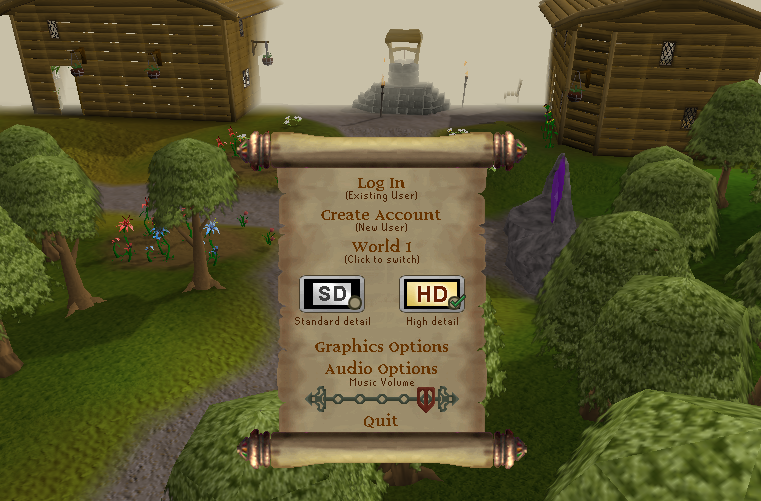 Log In
(Existing User)
Create Account
(New User)
World 1
(Click to switch)
SD HD
Standard detail High detail
Graphics Options
Audio Options
Music Volume
Quit